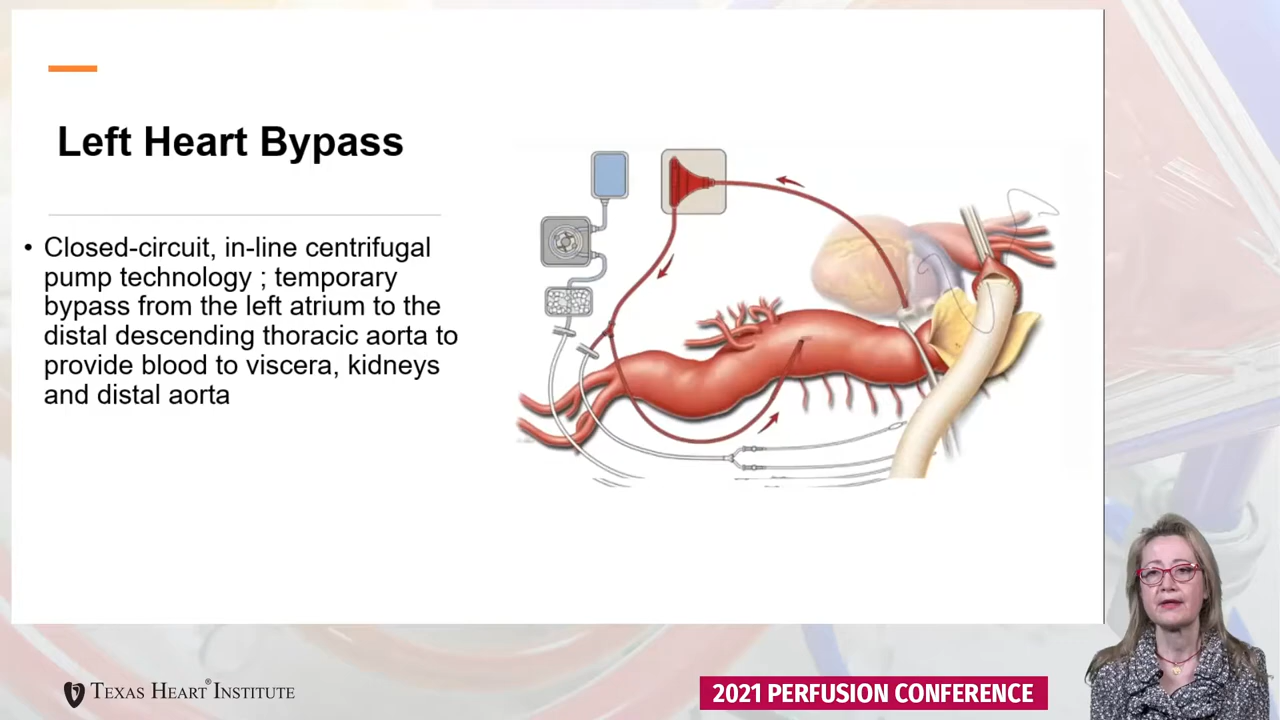 Left Heart Bypass
• Closed-circuit, in-line centrifugal
pump technology ; temporary
bypass from the left atrium to the
distal descending thoracic aorta to
provide blood to viscera, kidneys
and distal aorta
TEXAS HEART® INSTITUTE
2021 PERFUSION CONFERENCE